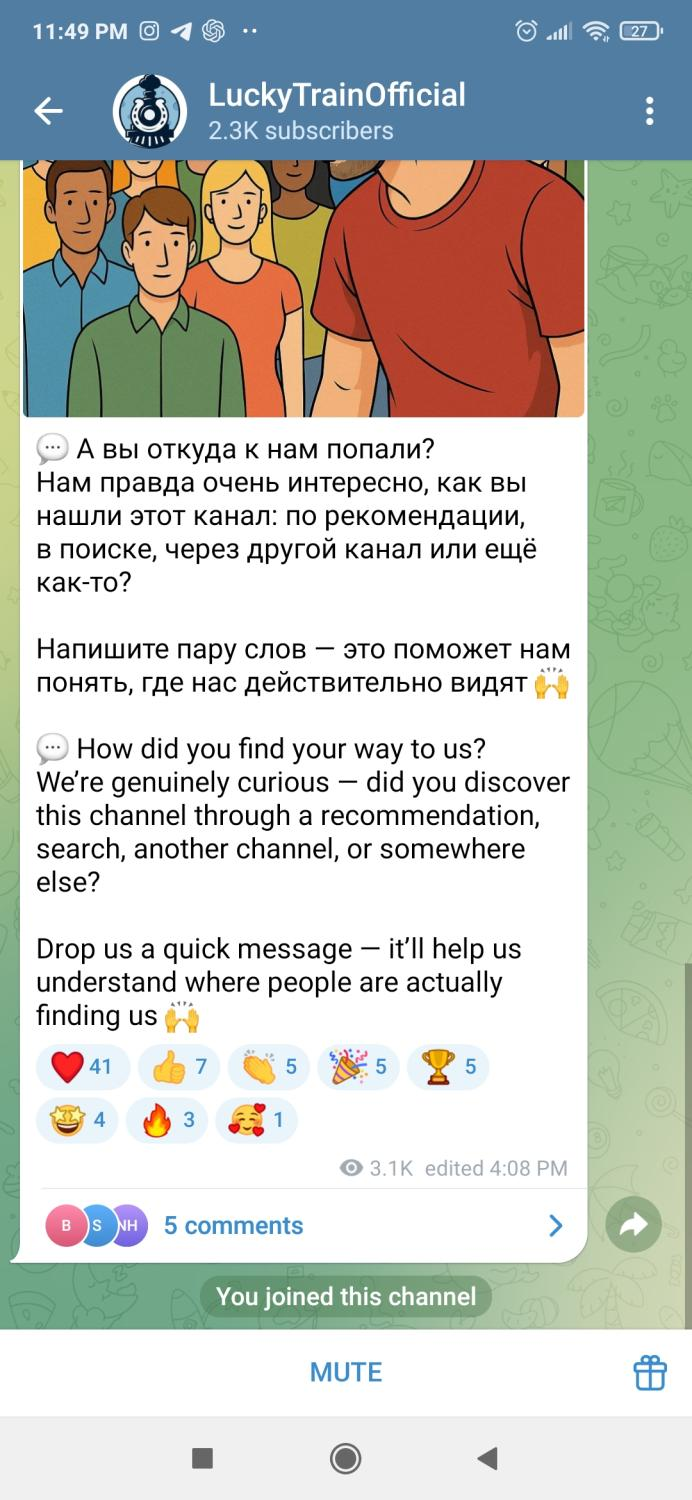 11:49 PM
27
LuckyTrainOfficial
2.3K subscribers
💬 А вы откуда к нам попали?
Нам правда очень интересно, как вы
нашли этот канал: по рекомендации,
в поиске, через другой канал или ещё
как-то?
Напишите пару слов — это поможет нам
понять, где нас действительно видят 🙌
💬 How did you find your way to us?
We’re genuinely curious — did you discover
this channel through a recommendation,
search, another channel, or somewhere
else?
Drop us a quick message — it’ll help us
understand where people are actually
finding us 🙌
❤️ 41 👍 7 👏 5 🎉 5 🏆 5
🤩 4 🔥 3 🥰 1
3.1K edited 4:08 PM
B S NH 5 comments
You joined this channel
MUTE